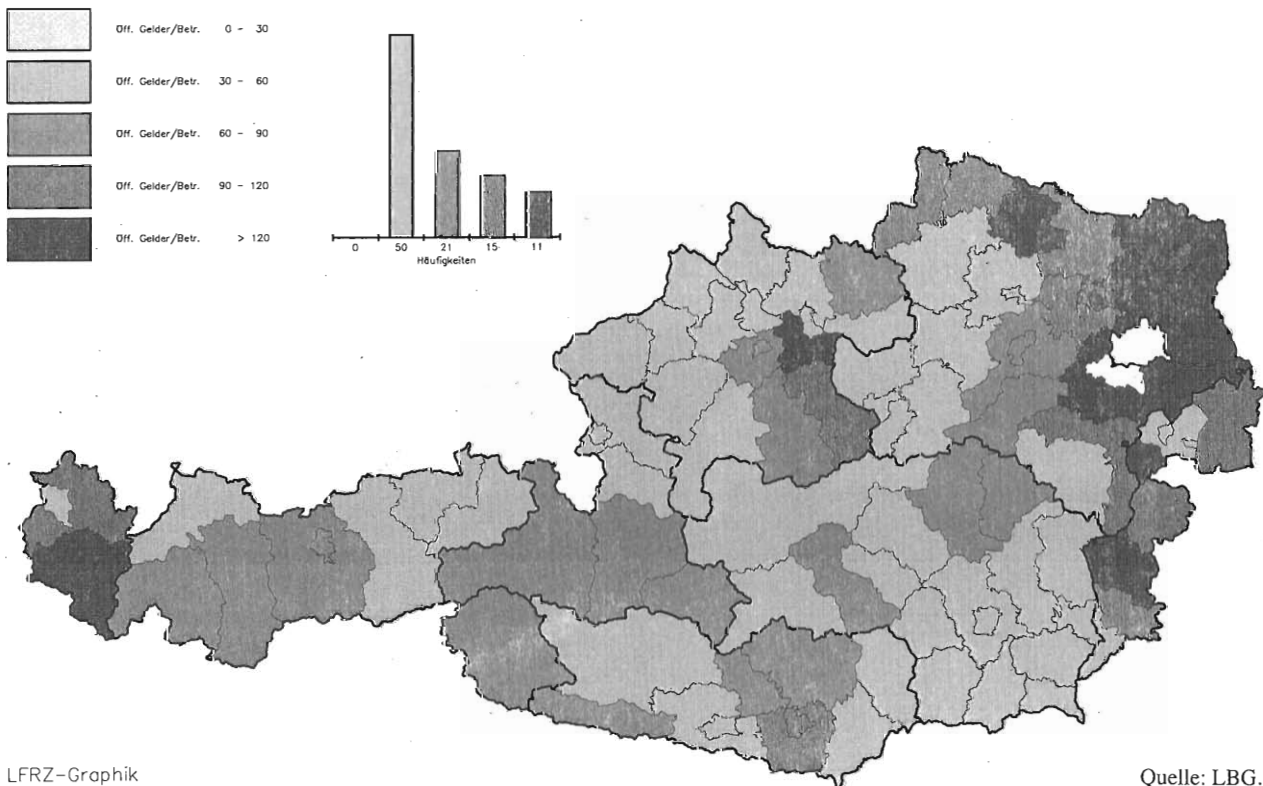 Öff. Gelder/Betr. 0 - 30
Öff. Gelder/Betr. 30 - 60
Öff. Gelder/Betr. 60 - 90
Öff. Gelder/Betr. 90 - 120
Öff. Gelder/Betr. > 120
0 50 21 15 11
Häufigkeiten
LFRZ-Graphik
Quelle: LBG.